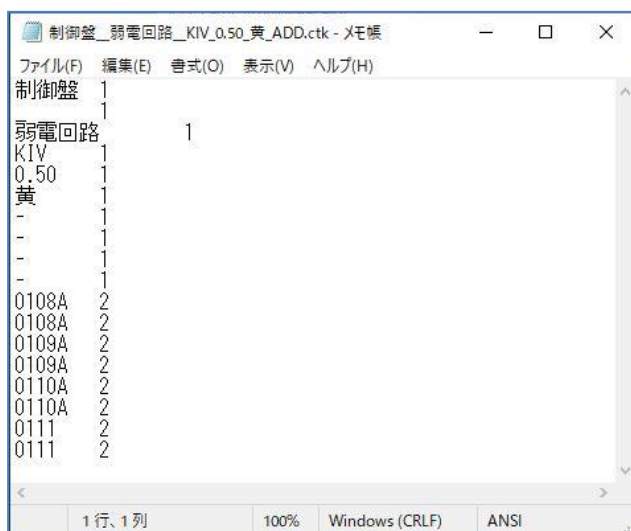 制御盤__弱電回路__KIV_0.50_黄_ADD.ctk - メモ帳
ファイル(F) 編集(E) 書式(O) 表示(V) ヘルプ(H)
制御盤 1
_ 1
弱電回路 1
KIV 1
0.50 1
黄 1
- 1
- 1
- 1
- 1
0108A 2
0108A 2
0109A 2
0109A 2
0110A 2
0110A 2
0111 2
0111 2
1行、1列 100% Windows (CRLF) ANSI